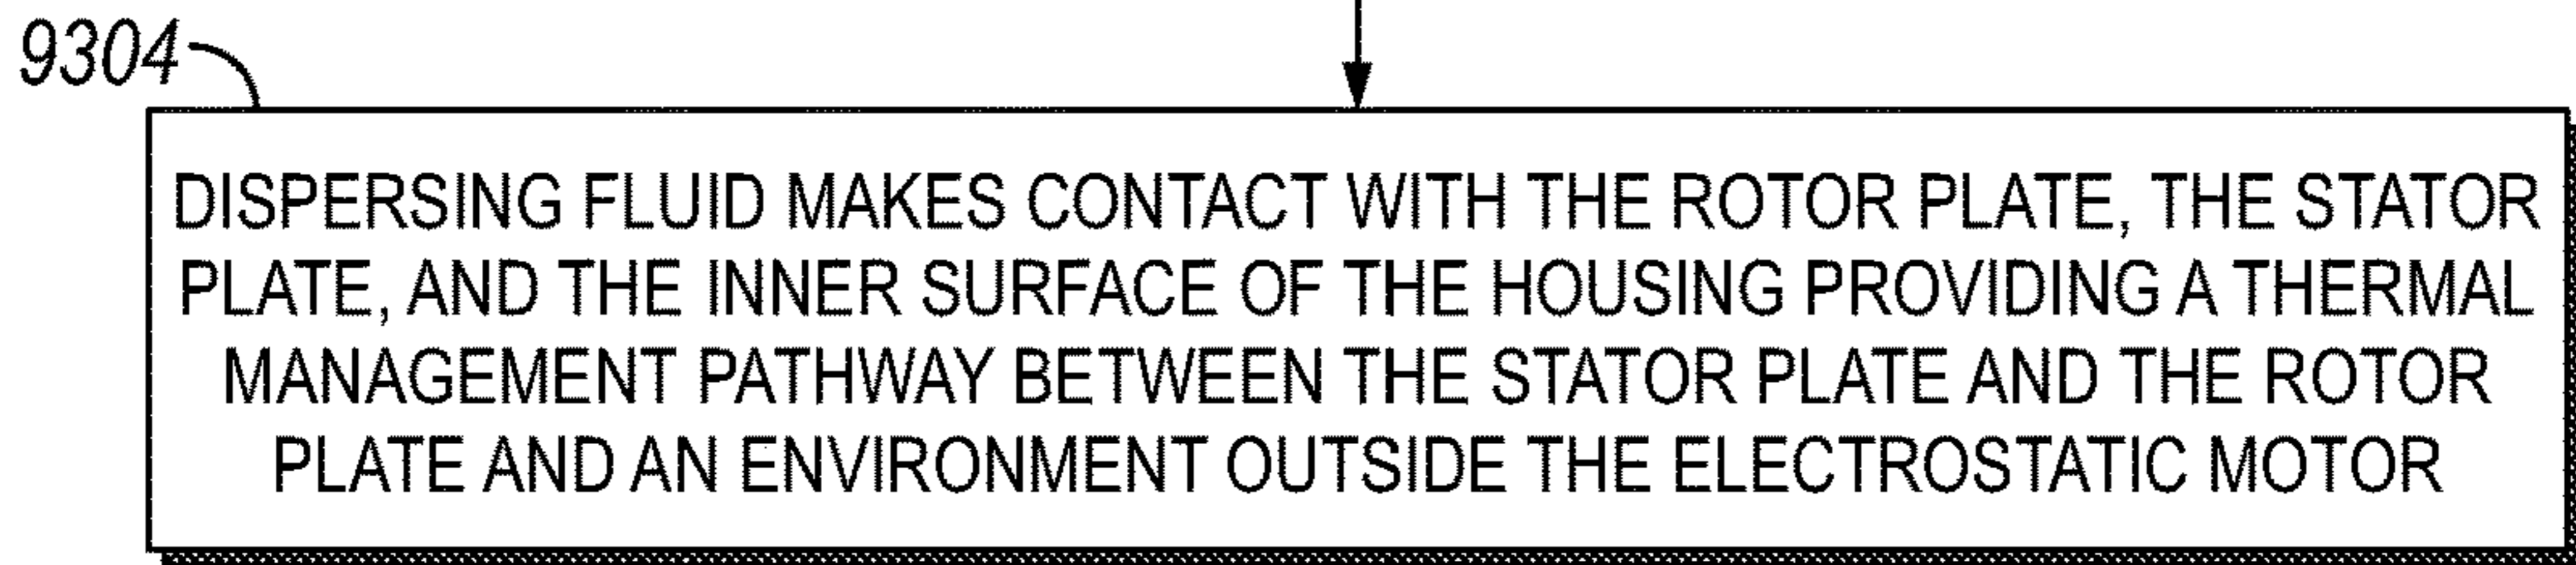 9304
DISPERSING FLUID MAKES CONTACT WITH THE ROTOR PLATE, THE STATOR
PLATE, AND THE INNER SURFACE OF THE HOUSING PROVIDING A THERMAL
MANAGEMENT PATHWAY BETWEEN THE STATOR PLATE AND THE ROTOR
PLATE AND AN ENVIRONMENT OUTSIDE THE ELECTROSTATIC MOTOR